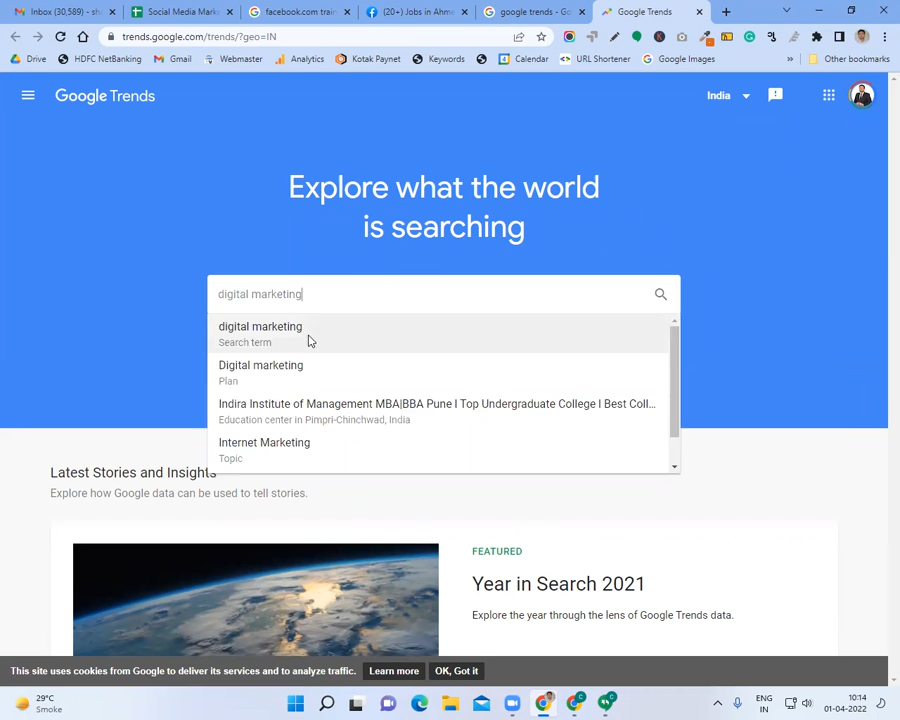 Inbox (30,589) - sh
Social Media Mark
facebook.com train
(20+) Jobs in Ahme
google trends - Go
Google Trends
trends.google.com/trends/?geo=IN
Drive
HDFC NetBanking
Gmail
Webmaster
Analytics
Kotak Paynet
Keywords
Calendar
URL Shortener
Google Images
»
Other bookmarks
Google Trends
India
Explore what the world
is searching
digital marketing
digital marketing
Search term
Digital marketing
Plan
Indira Institute of Management MBA|BBA Pune I Top Undergraduate College I Best Coll...
Education center in Pimpri-Chinchwad, India
Internet Marketing
Topic
Latest Stories and Insights
Explore how Google data can be used to tell stories.
FEATURED
Year in Search 2021
Explore the year through the lens of Google Trends data.
This site uses cookies from Google to deliver its services and to analyze traffic.
Learn more
OK, Got it
29°C
Smoke
ENG
IN
10:14
01-04-2022